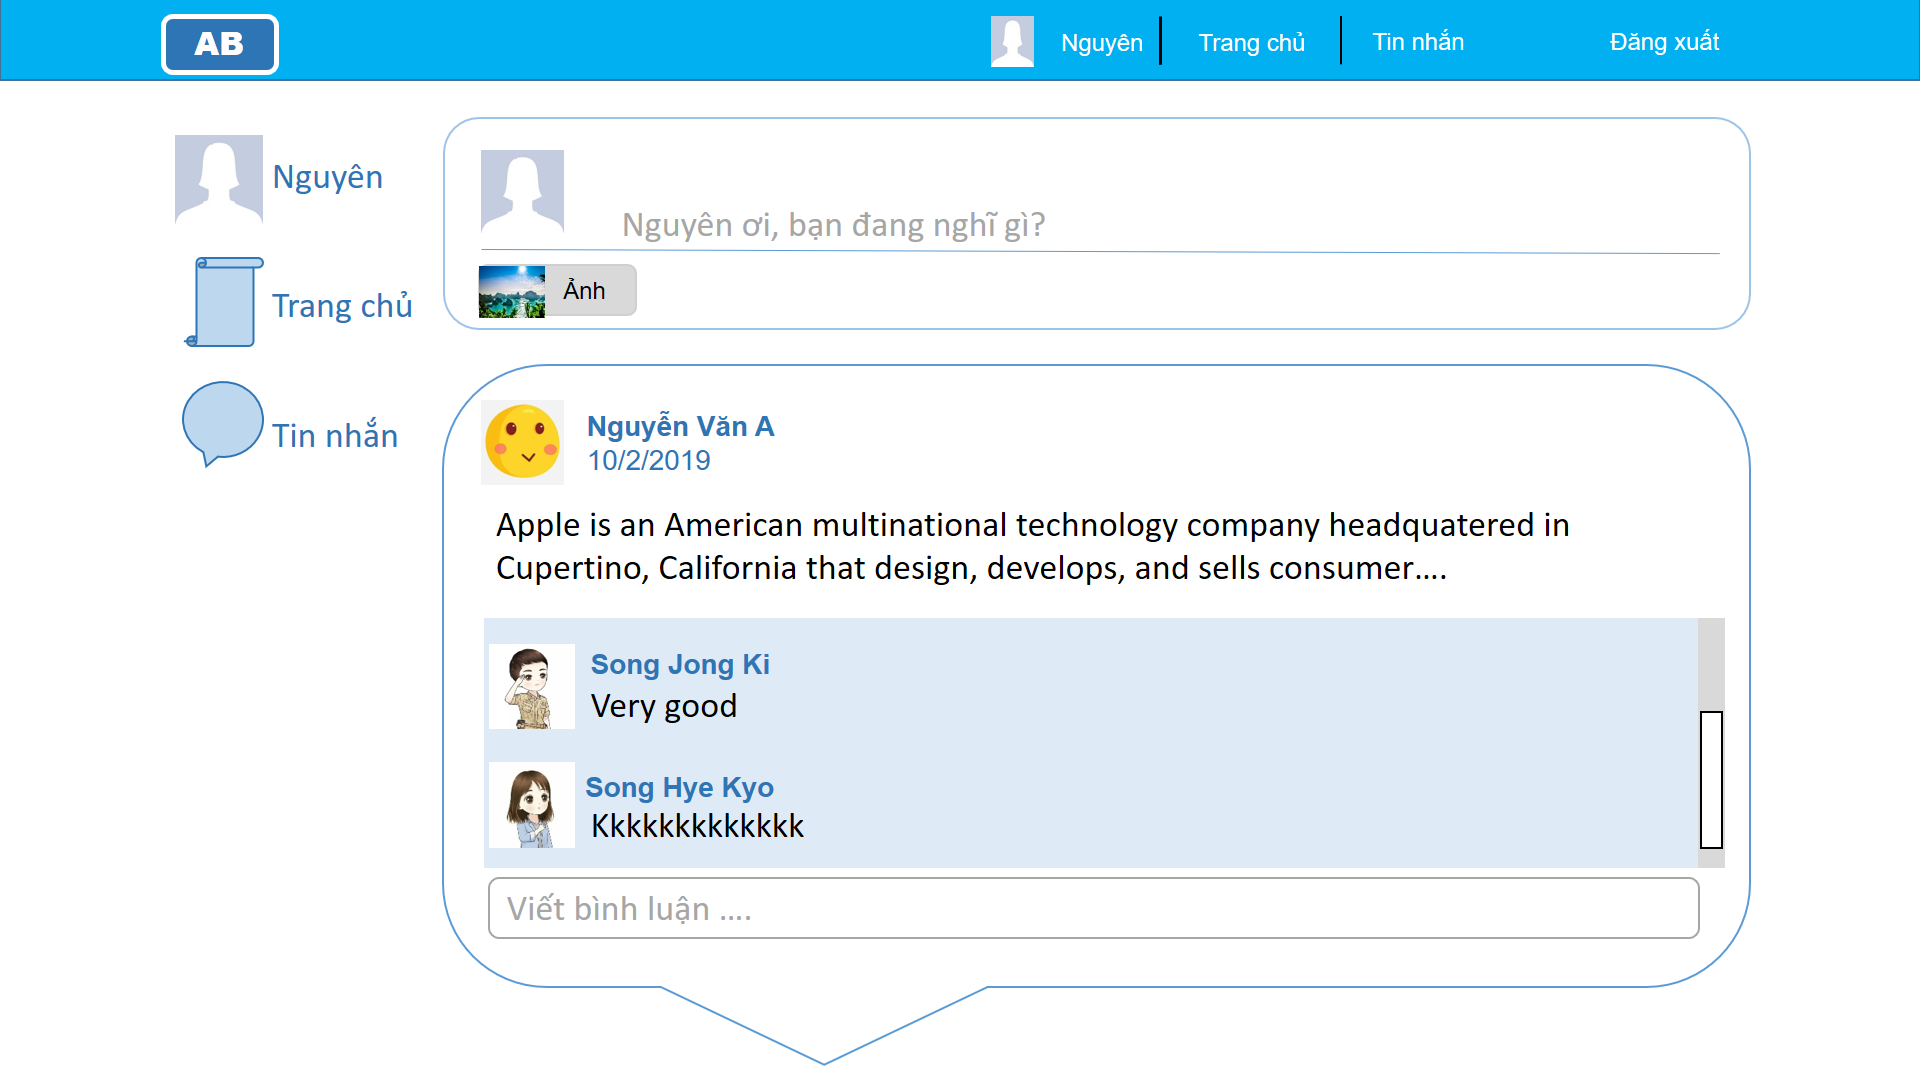 AB
Nguyên
Trang chủ
Tin nhắn
Đăng xuất
Nguyên
Trang chủ
Tin nhắn
Nguyên ơi, bạn đang nghĩ gì?
Ảnh
Nguyễn Văn A
10/2/2019
Apple is an American multinational technology company headquatered in
Cupertino, California that design, develops, and sells consumer....
Song Jong Ki
Very good
Song Hye Kyo
Kkkkkkkkkkkkk
Viết bình luận ....